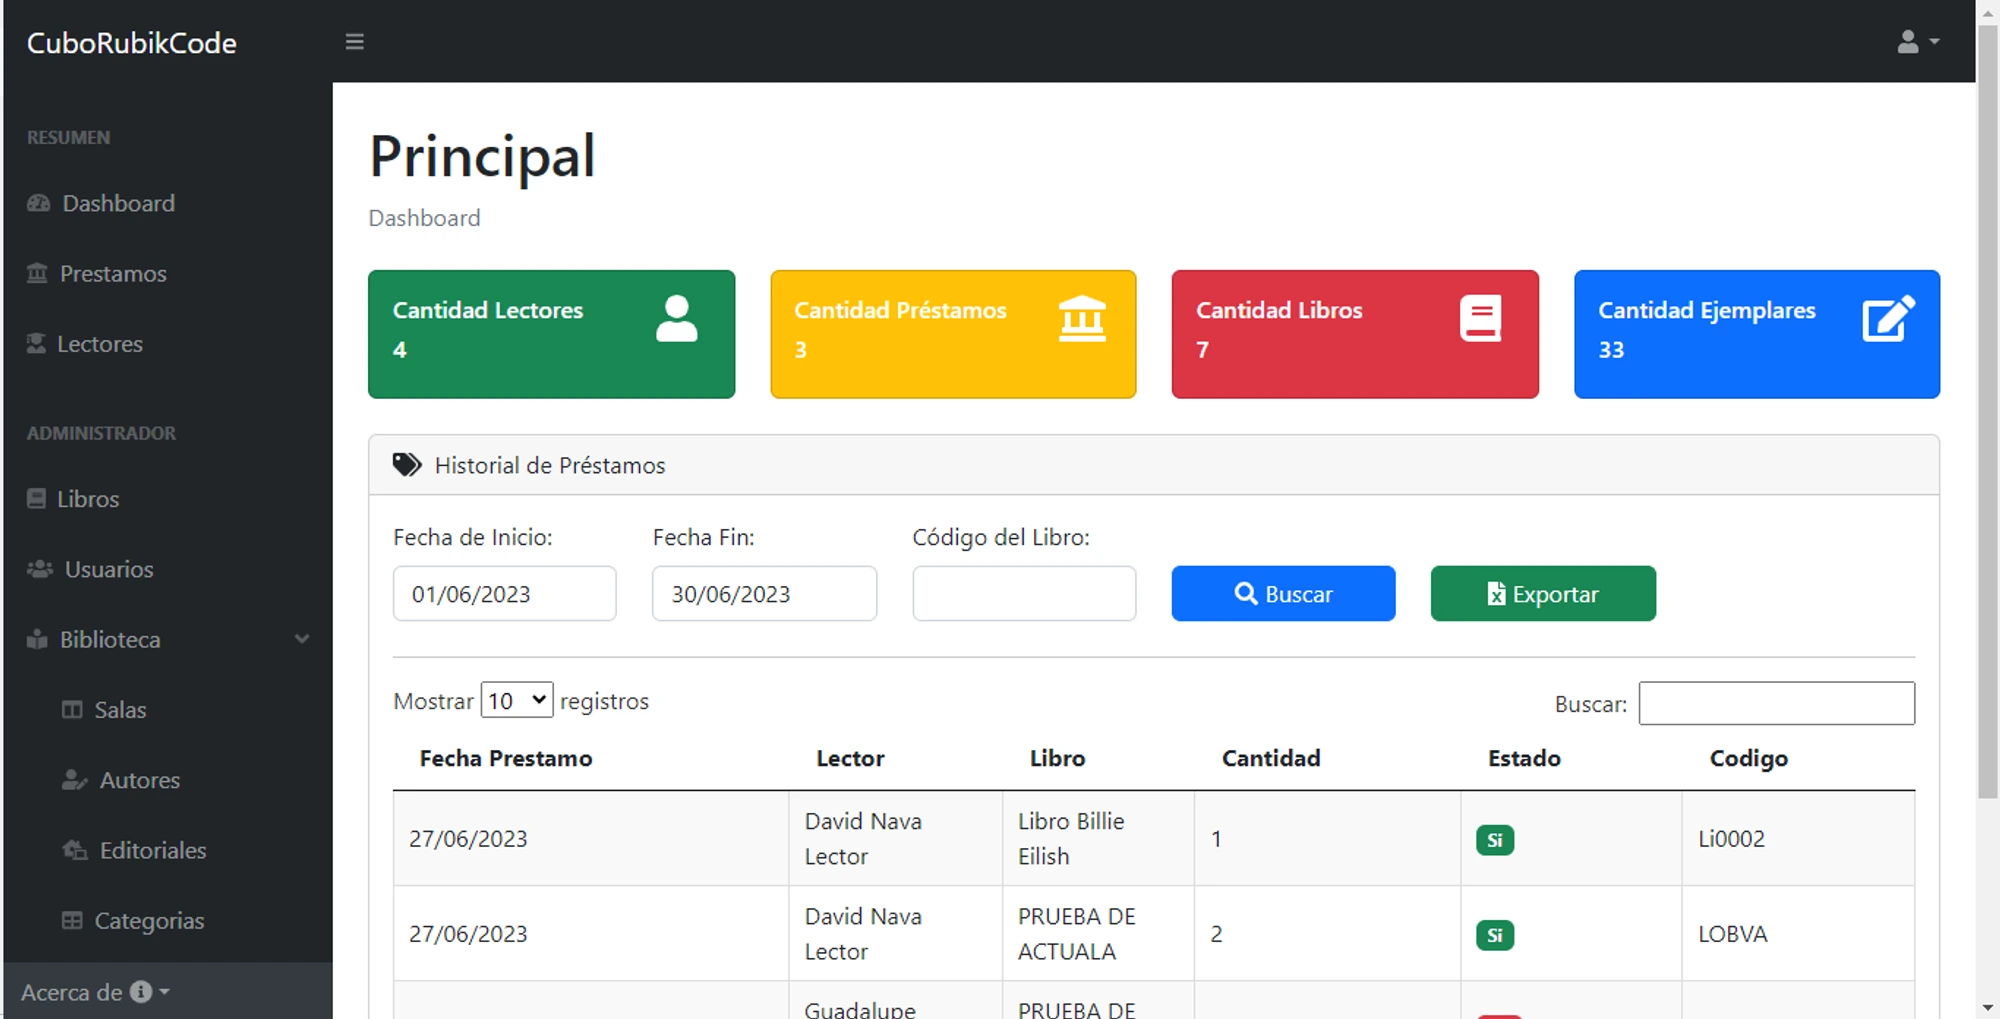 CuboRubikCode
RESUMEN
Dashboard
Prestamos
Lectores
ADMINISTRADOR
Libros
Usuarios
Biblioteca
Salas
Autores
Editoriales
Categorias
Acerca de
Principal
Dashboard
Cantidad Lectores
4
Cantidad Préstamos
3
Cantidad Libros
7
Cantidad Ejemplares
33
Historial de Préstamos
Fecha de Inicio: Fecha Fin: Código del Libro:
01/06/2023 30/06/2023 Buscar Exportar
Mostrar 10 registros Buscar:
Fecha Prestamo Lector Libro Cantidad Estado Codigo
27/06/2023 David Nava Lector Libro Billie Eilish 1 Si Li0002
27/06/2023 David Nava Lector PRUEBA DE ACTUALA 2 Si LOBVA
Guadalupe PRUEBA DE